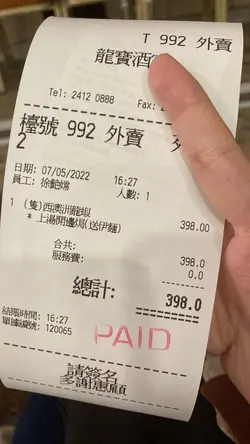 T 992 外賣
龍寶酒
Tel: 2412 0888 Fax: 2
檯號 992 外賣
2
日期: 07/05/2022 16:27
員工: 徐艷嫦 人數: 1
1 (隻)西澳洲龍蝦 398.00
* 上湯開邊焗(送伊麵)
合共: 398.0
服務費: 0.0
總計: 398.0
結賬時間: 16:27
單據編號: 120065
PAID
請簽名
多謝惠顧